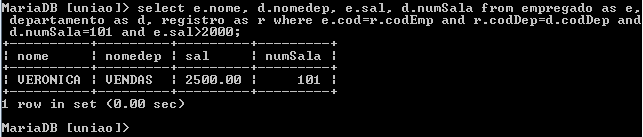 MariaDB [uniao]> select e.nome, d.nomedep, e.sal, d.numSala from empregado as e,
departamento as d, registro as r where e.cod=r.codEmp and r.codDep=d.codDep and
d.numSala=101 and e.sal>2000;
+----------+---------+---------+---------+
| nome     | nomedep | sal     | numSala |
+----------+---------+---------+---------+
| VERONICA | VENDAS  | 2500.00 |     101 |
+----------+---------+---------+---------+
1 row in set (0.00 sec)
MariaDB [uniao]>